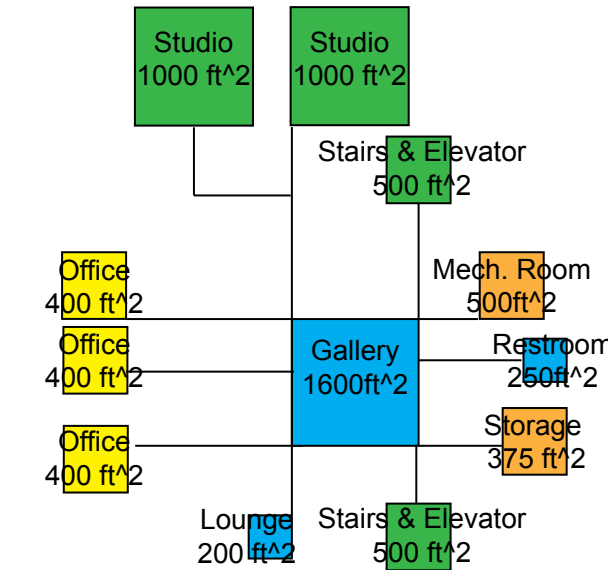 Studio
1000 ft^2
Studio
1000 ft^2
Stairs & Elevator
500 ft^2
Office
400 ft^2
Mech. Room
500ft^2
Office
400 ft^2
Gallery
1600ft^2
Restroom
250ft^2
Office
400 ft^2
Storage
375 ft^2
Lounge
200 ft^2
Stairs & Elevator
500 ft^2